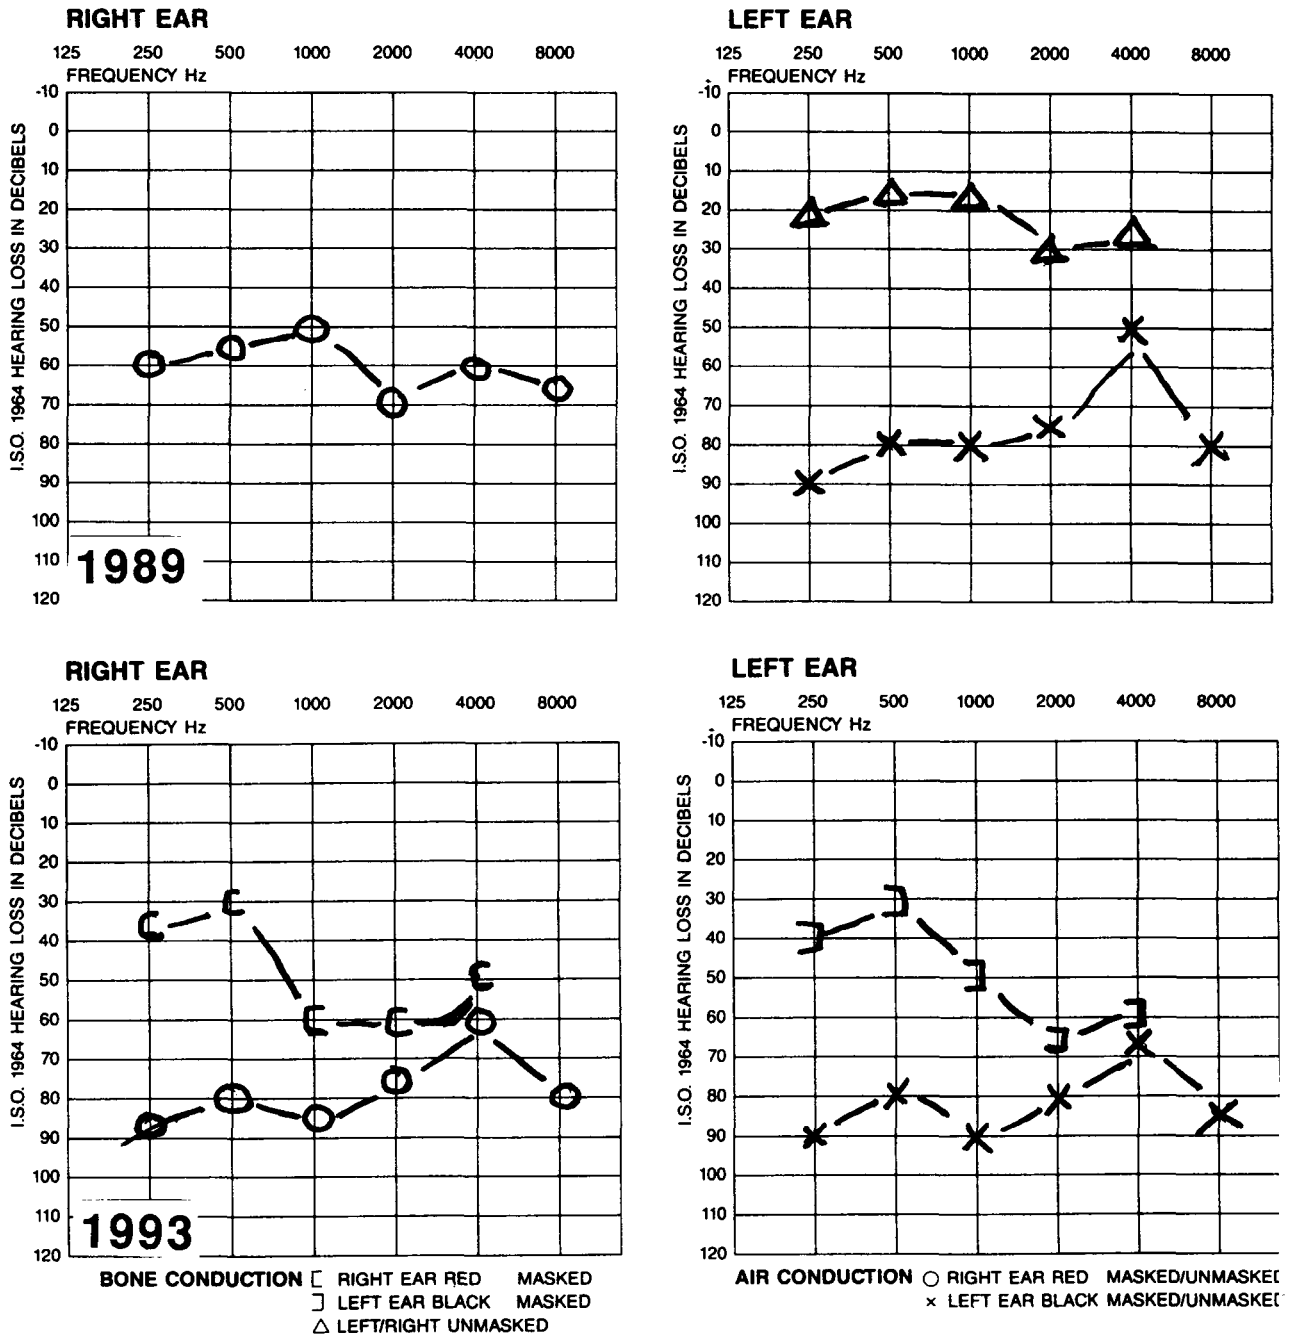 RIGHT EAR
125 250 500 1000 2000 4000 8000
FREQUENCY Hz
I.S.O. 1964 HEARING LOSS IN DECIBELS
-10
0
10
20
30
40
50
60
70
80
90
100
110
120
1989
LEFT EAR
125 250 500 1000 2000 4000 8000
FREQUENCY Hz
I.S.O. 1964 HEARING LOSS IN DECIBELS
-10
0
10
20
30
40
50
60
70
80
90
100
110
120
RIGHT EAR
125 250 500 1000 2000 4000 8000
FREQUENCY Hz
I.S.O. 1964 HEARING LOSS IN DECIBELS
-10
0
10
20
30
40
50
60
70
80
90
100
110
120
1993
LEFT EAR
125 250 500 1000 2000 4000 8000
FREQUENCY Hz
I.S.O. 1964 HEARING LOSS IN DECIBELS
-10
0
10
20
30
40
50
60
70
80
90
100
110
120
BONE CONDUCTION [ RIGHT EAR RED MASKED
] LEFT EAR BLACK MASKED
△ LEFT/RIGHT UNMASKED
AIR CONDUCTION ○ RIGHT EAR RED MASKED/UNMASKED
× LEFT EAR BLACK MASKED/UNMASKED